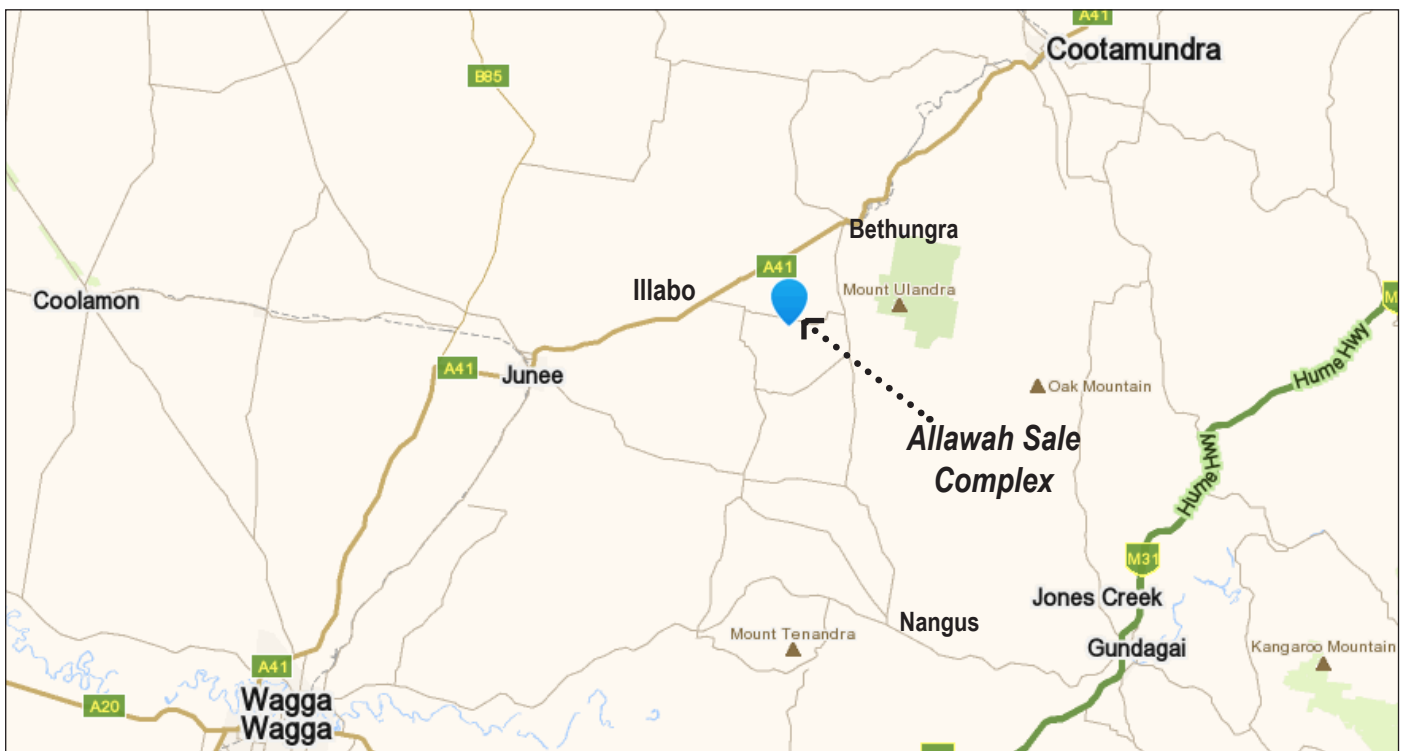 A41
Cootamundra
B85
Bethungra
A41
Mount Ulandra
Illabo
Coolamon
M
Hume Hwy
A41
Junee
Oak Mountain
Allawah Sale
Complex
Hume Hwy
M31
Jones Creek
Nangus
Mount Tenandra
Gundagai
Kangaroo Mountain
A41
Wagga
Wagga
A20